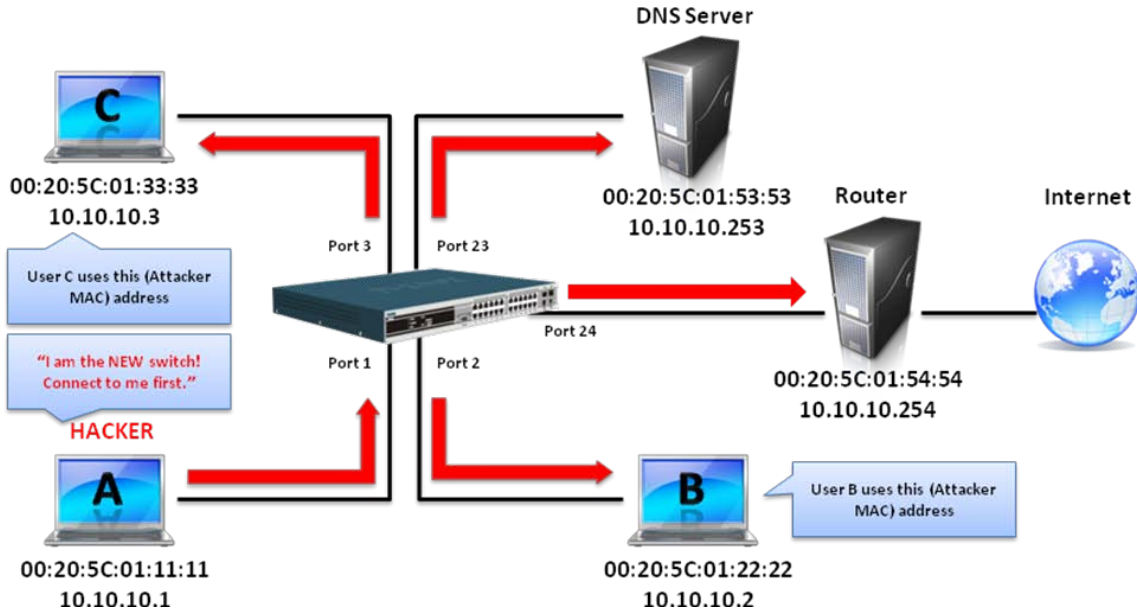 DNS Server
C
00:20:5C:01:33:33
10.10.10.3
00:20:5C:01:53:53
10.10.10.253
Router
Internet
Port 3
Port 23
User C uses this (Attacker
MAC) address
Port 24
"I am the NEW switch!
Connect to me first."
Port 1
Port 2
00:20:5C:01:54:54
10.10.10.254
HACKER
A
B
User B uses this (Attacker
MAC) address
00:20:5C:01:11:11
10.10.10.1
00:20:5C:01:22:22
10.10.10.2